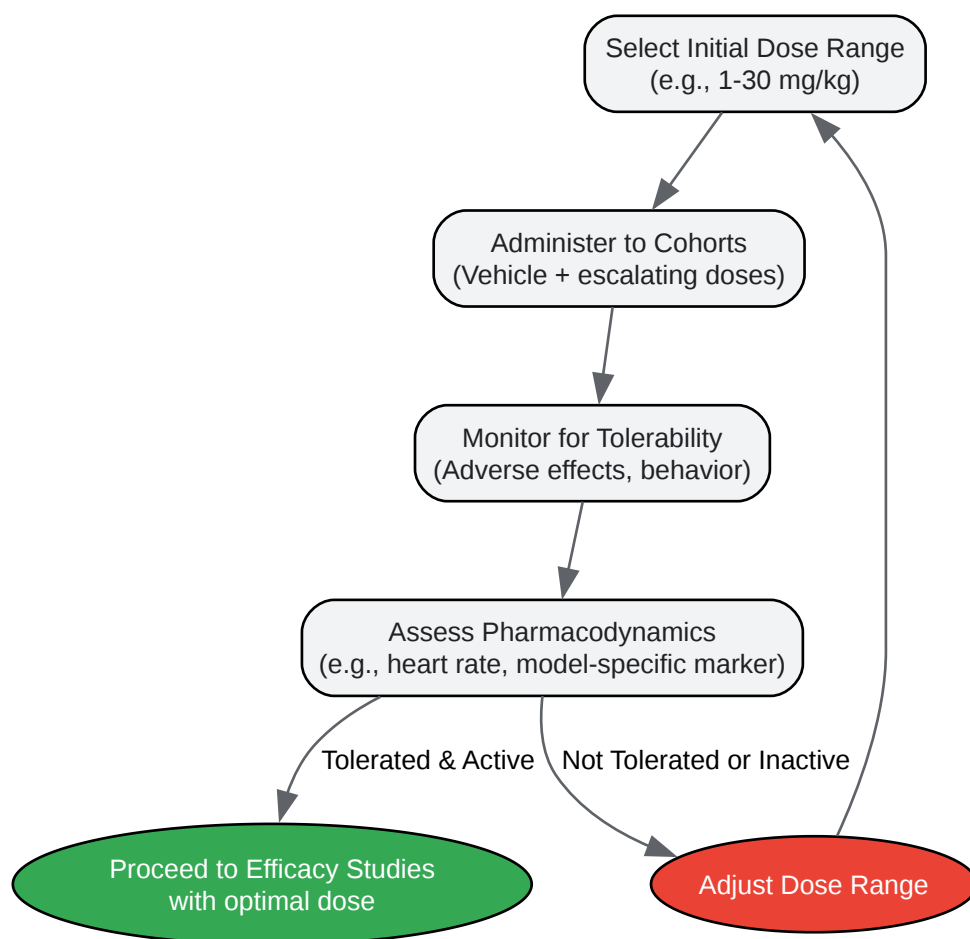 Select Initial Dose Range
(e.g., 1-30 mg/kg)
Administer to Cohorts
(Vehicle + escalating doses)
Monitor for Tolerability
(Adverse effects, behavior)
Assess Pharmacodynamics
(e.g., heart rate, model-specific marker)
Tolerated & Active
Not Tolerated or Inactive
Proceed to Efficacy Studies
with optimal dose
Adjust Dose Range